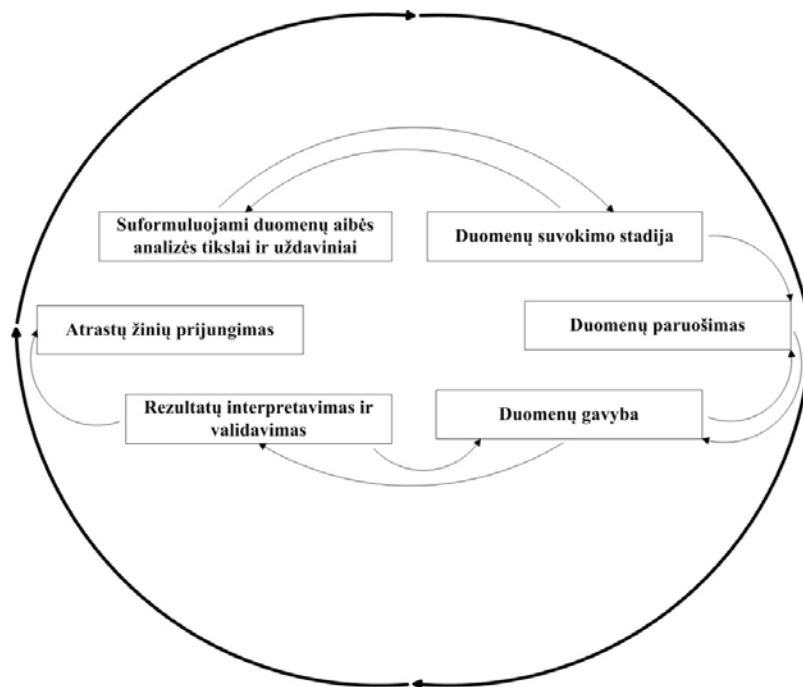 Suformuluojami duomenų aibės
analizės tikslai ir uždaviniai
Duomenų suvokimo stadija
Atrastų žinių prijungimas
Duomenų paruošimas
Rezultatų interpretavimas ir
validavimas
Duomenų gavyba